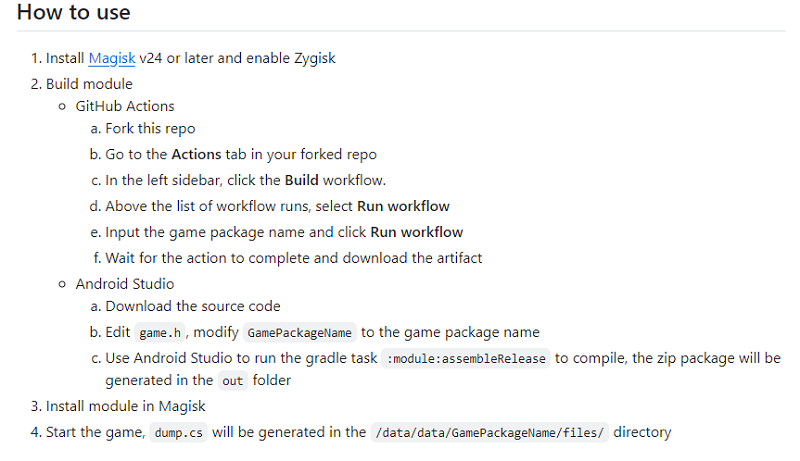 How to use
1. Install Magisk v24 or later and enable Zygisk
2. Build module
○ GitHub Actions
a. Fork this repo
b. Go to the Actions tab in your forked repo
c. In the left sidebar, click the Build workflow.
d. Above the list of workflow runs, select Run workflow
e. Input the game package name and click Run workflow
f. Wait for the action to complete and download the artifact
○ Android Studio
a. Download the source code
b. Edit game.h, modify GamePackageName to the game package name
c. Use Android Studio to run the gradle task :module:assembleRelease to compile, the zip package will be
generated in the out folder
3. Install module in Magisk
4. Start the game, dump.cs will be generated in the /data/data/GamePackageName/files/ directory